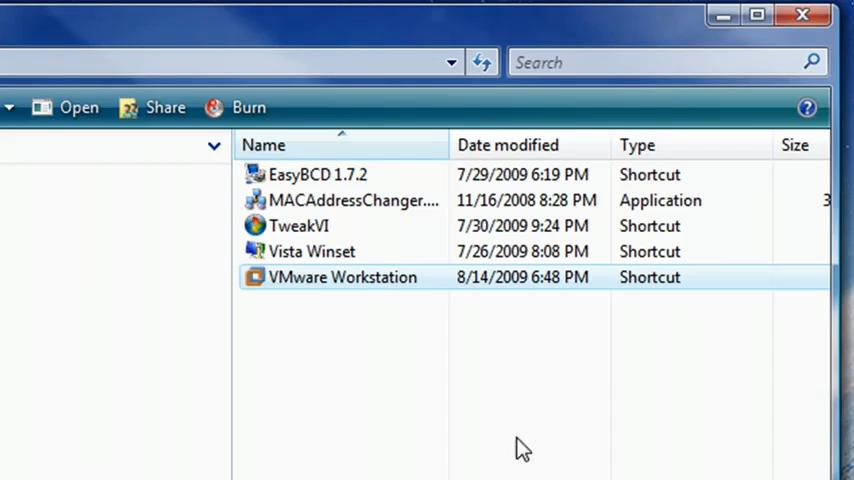 Search
Open Share Burn
Name Date modified Type Size
EasyBCD 1.7.2 7/29/2009 6:19 PM Shortcut
MACAddressChanger.... 11/16/2008 8:28 PM Application 3
TweakVI 7/30/2009 9:24 PM Shortcut
Vista Winset 7/26/2009 8:08 PM Shortcut
VMware Workstation 8/14/2009 6:48 PM Shortcut